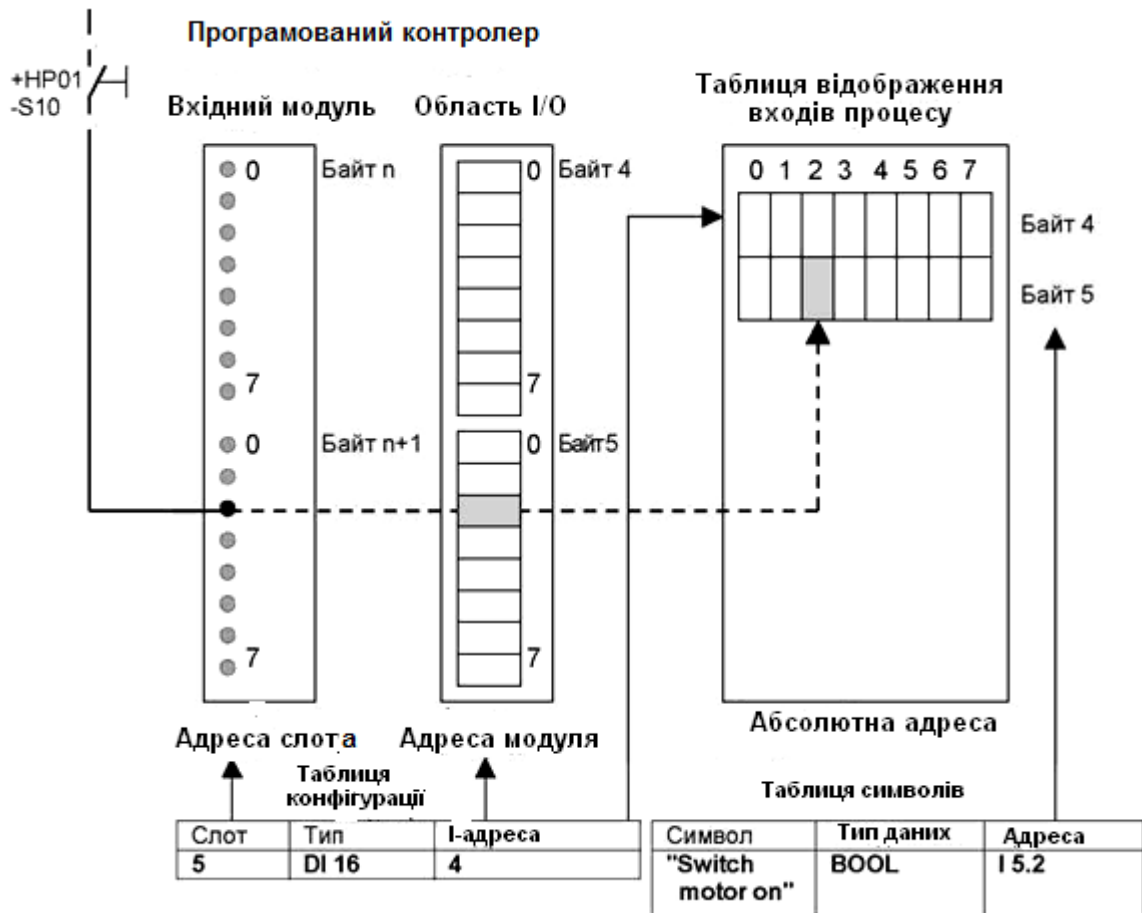 Програмований контролер
+HP01
-S10
Вхідний модуль
Область I/O
Таблиця відображення
входів процесу
0 Байт n
7
0 Байт n+1
7
0 Байт 4
7
0 Байт5
7
0 1 2 3 4 5 6 7
Байт 4
Байт 5
Адреса слота
Адреса модуля
Абсолютна адреса
Таблиця
конфігурації
Слот Тип I-адреса
5 DI 16 4
Таблиця символів
Символ Тип даних Адреса
"Switch BOOL I 5.2
motor on"